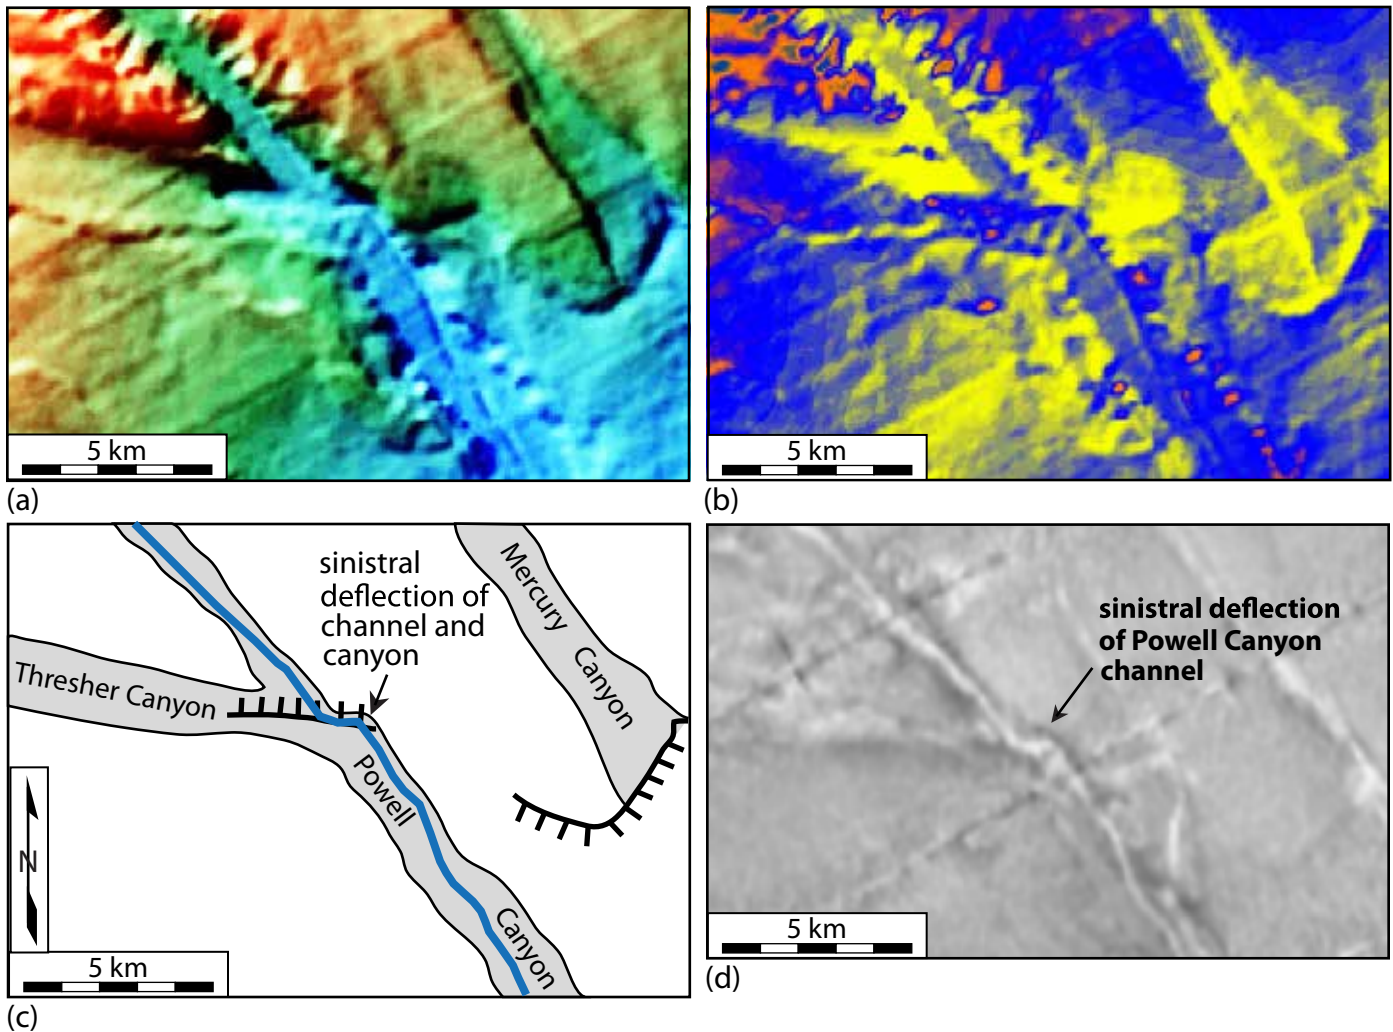 5 km
(a)
5 km
(b)
sinistral
deflection of
channel and
canyon
Mercury
Canyon
Thresher Canyon
Powell
Canyon
N
5 km
(c)
sinistral deflection
of Powell Canyon
channel
5 km
(d)